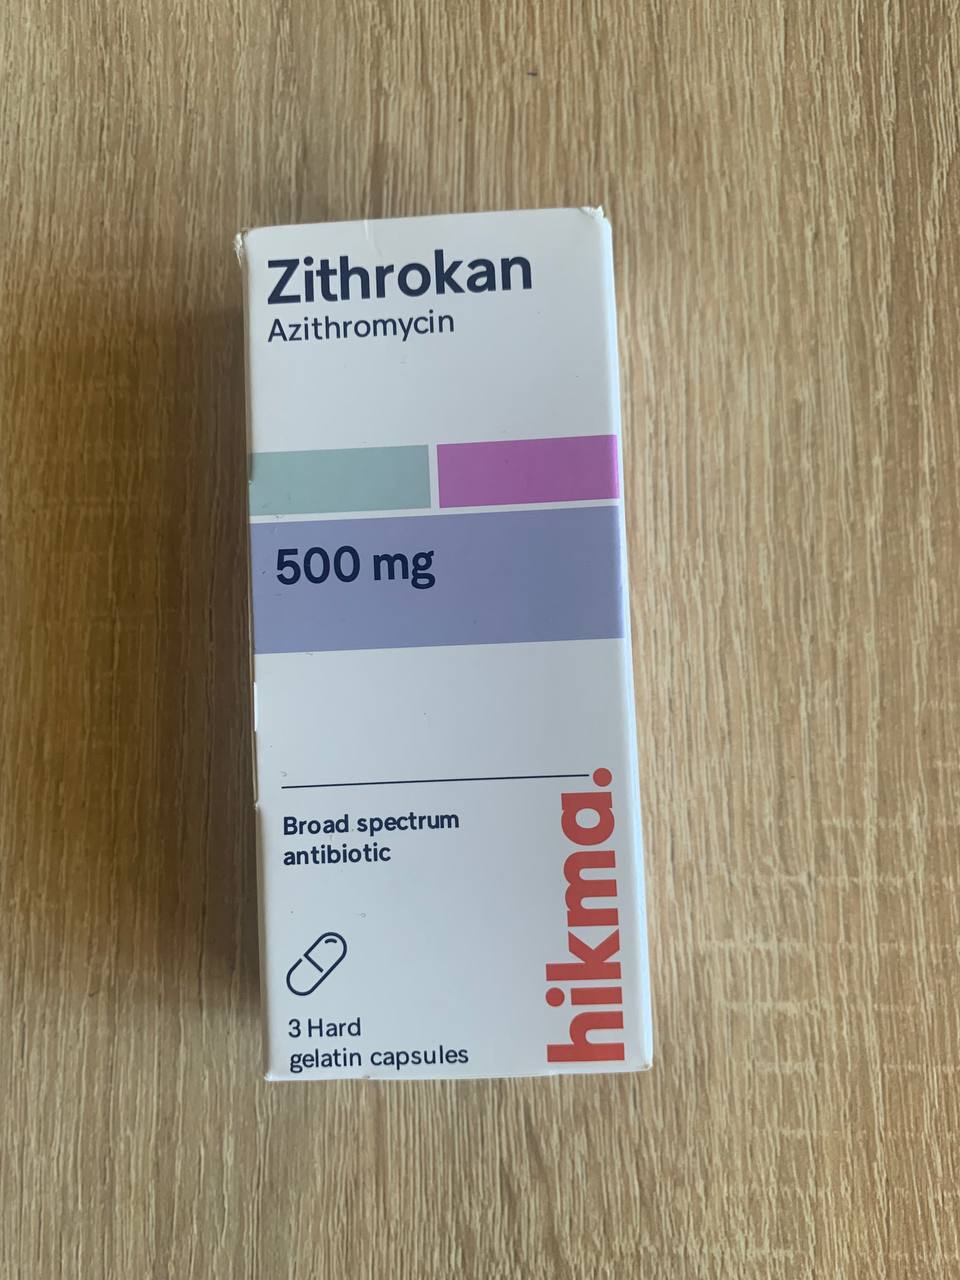 Zithrokan
Azithromycin
500 mg
Broad spectrum
antibiotic
3 Hard
gelatin capsules
hikma.